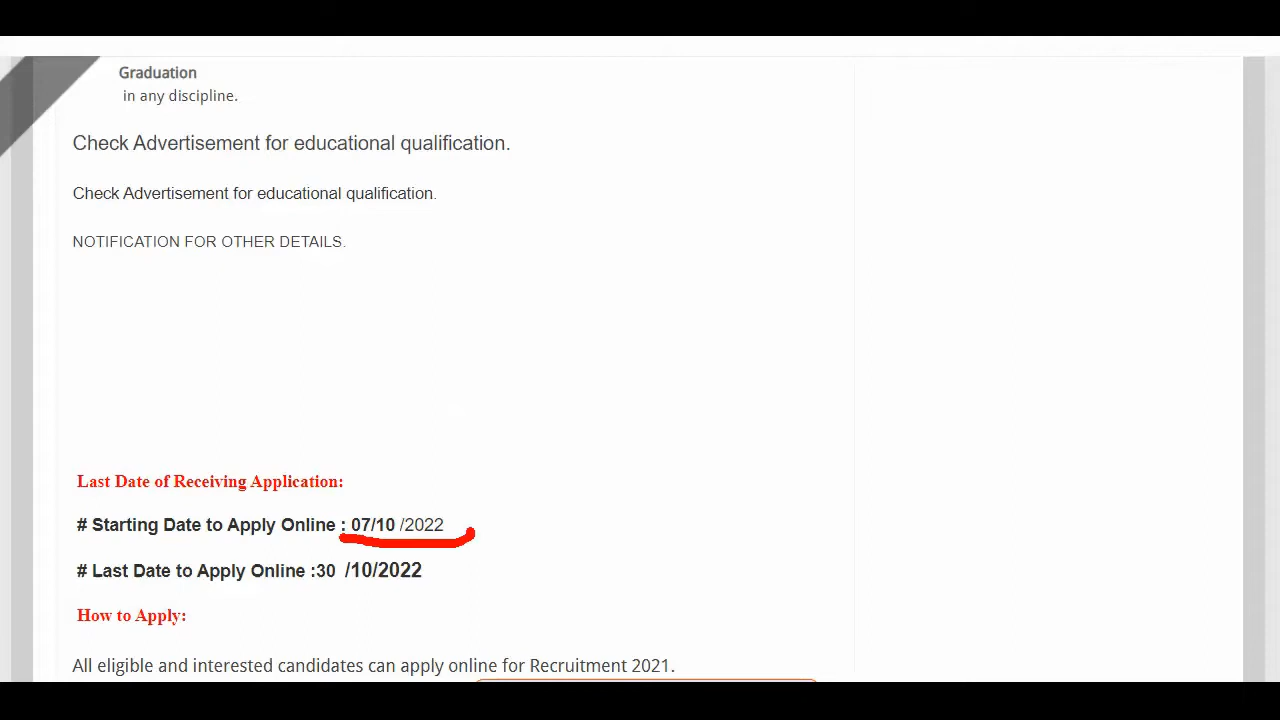 Graduation
in any discipline.
Check Advertisement for educational qualification.
Check Advertisement for educational qualification.
NOTIFICATION FOR OTHER DETAILS.
Last Date of Receiving Application:
# Starting Date to Apply Online : 07/10 /2022
# Last Date to Apply Online :30 /10/2022
How to Apply:
All eligible and interested candidates can apply online for Recruitment 2021.